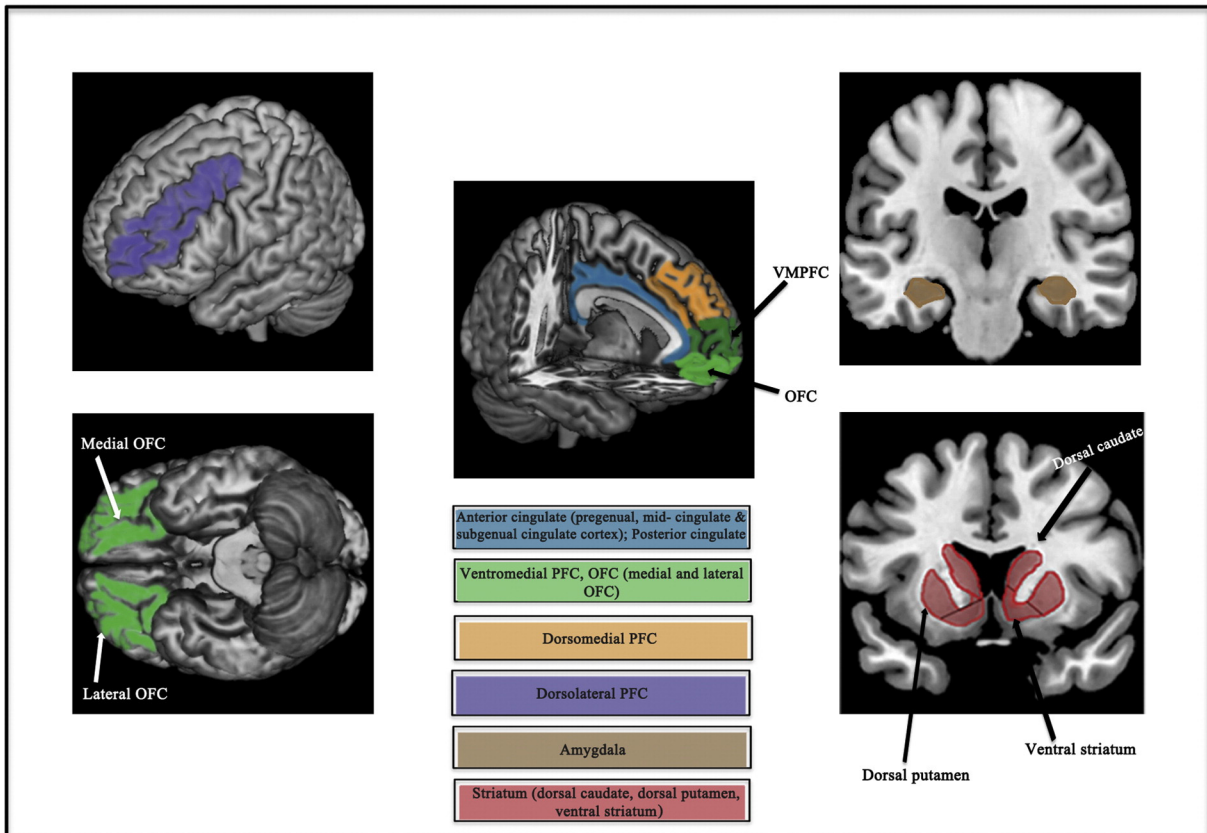 VMPFC
OFC
Medial OFC
Lateral OFC
Dorsal caudate
Ventral striatum
Dorsal putamen
Anterior cingulate (pregenual, mid- cingulate &
subgenual cingulate cortex); Posterior cingulate
Ventromedial PFC, OFC (medial and lateral
OFC)
Dorsomedial PFC
Dorsolateral PFC
Amygdala
Striatum (dorsal caudate, dorsal putamen,
ventral striatum)